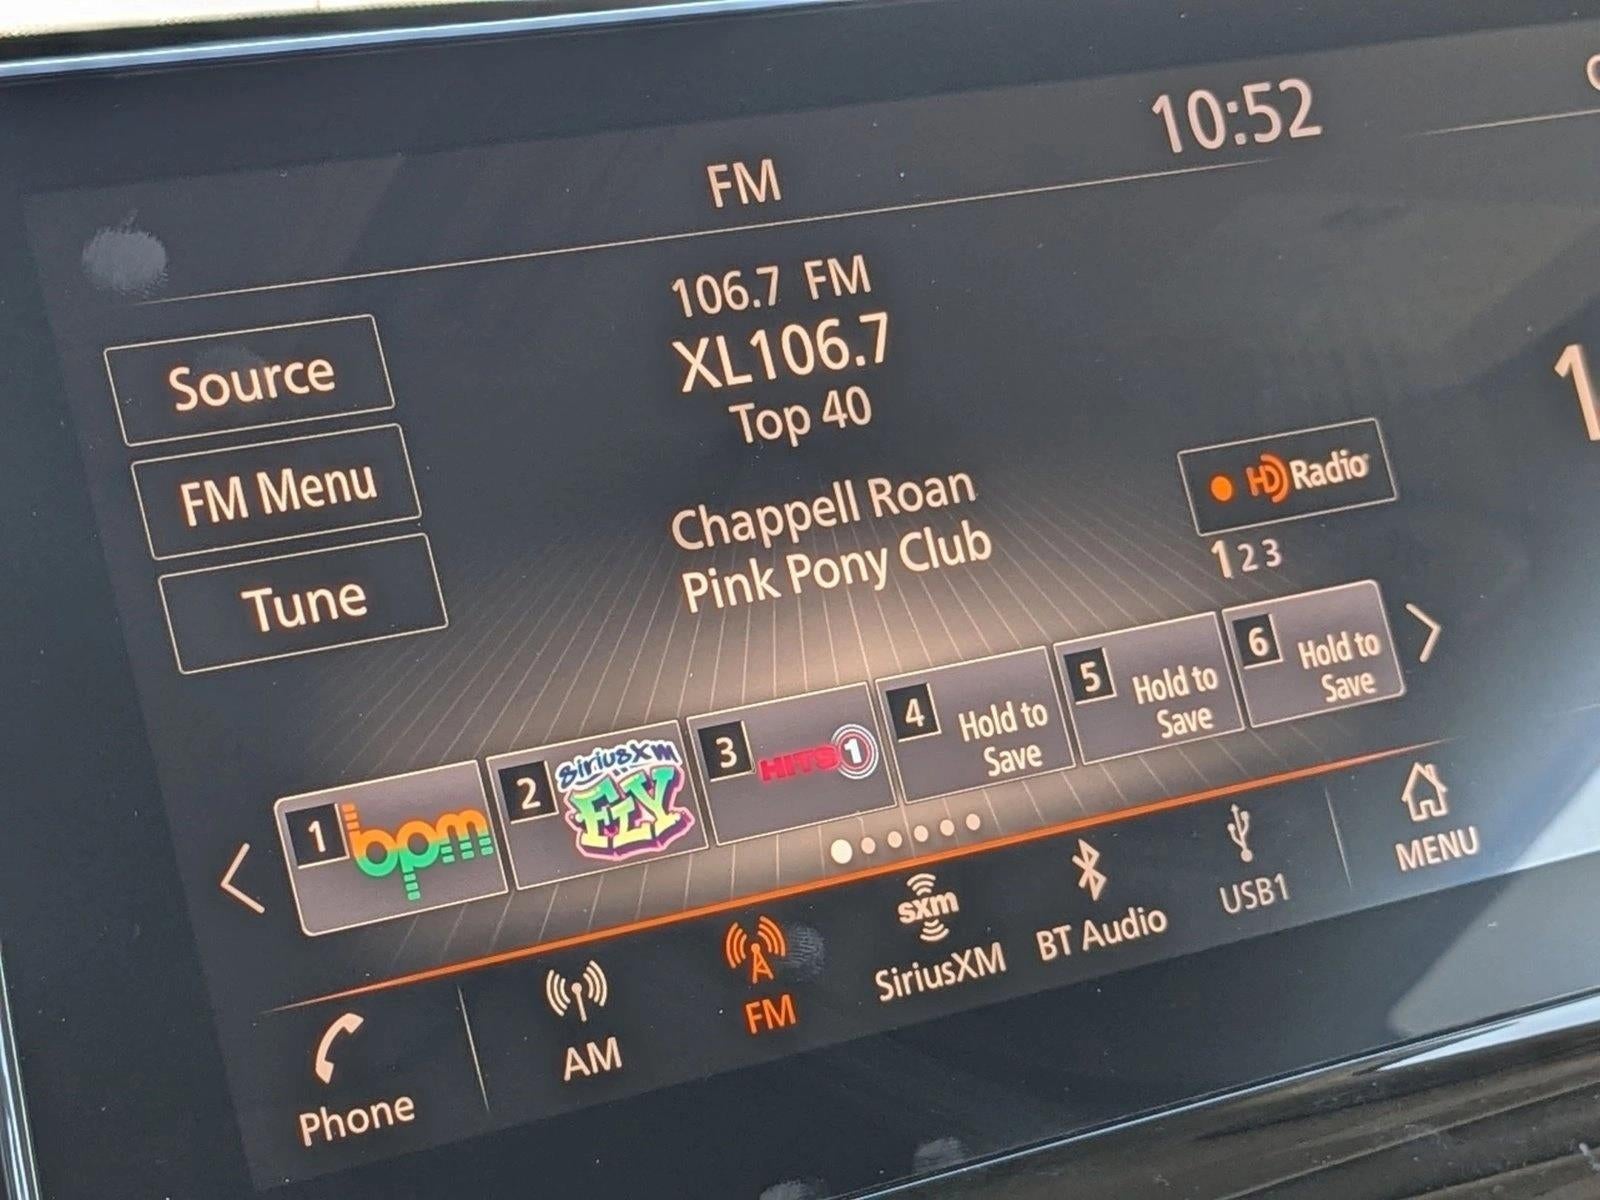 10:52
FM
106.7 FM
XL106.7
Top 40
Source
FM Menu
Tune
Chappell Roan
Pink Pony Club
HD Radio
1 2 3
1 bpm
2 siriusxm FLY
3 HITS 1
4 Hold to
Save
5 Hold to
Save
6 Hold to
Save
Phone
AM
FM
sxm
SiriusXM
BT Audio
USB1
MENU